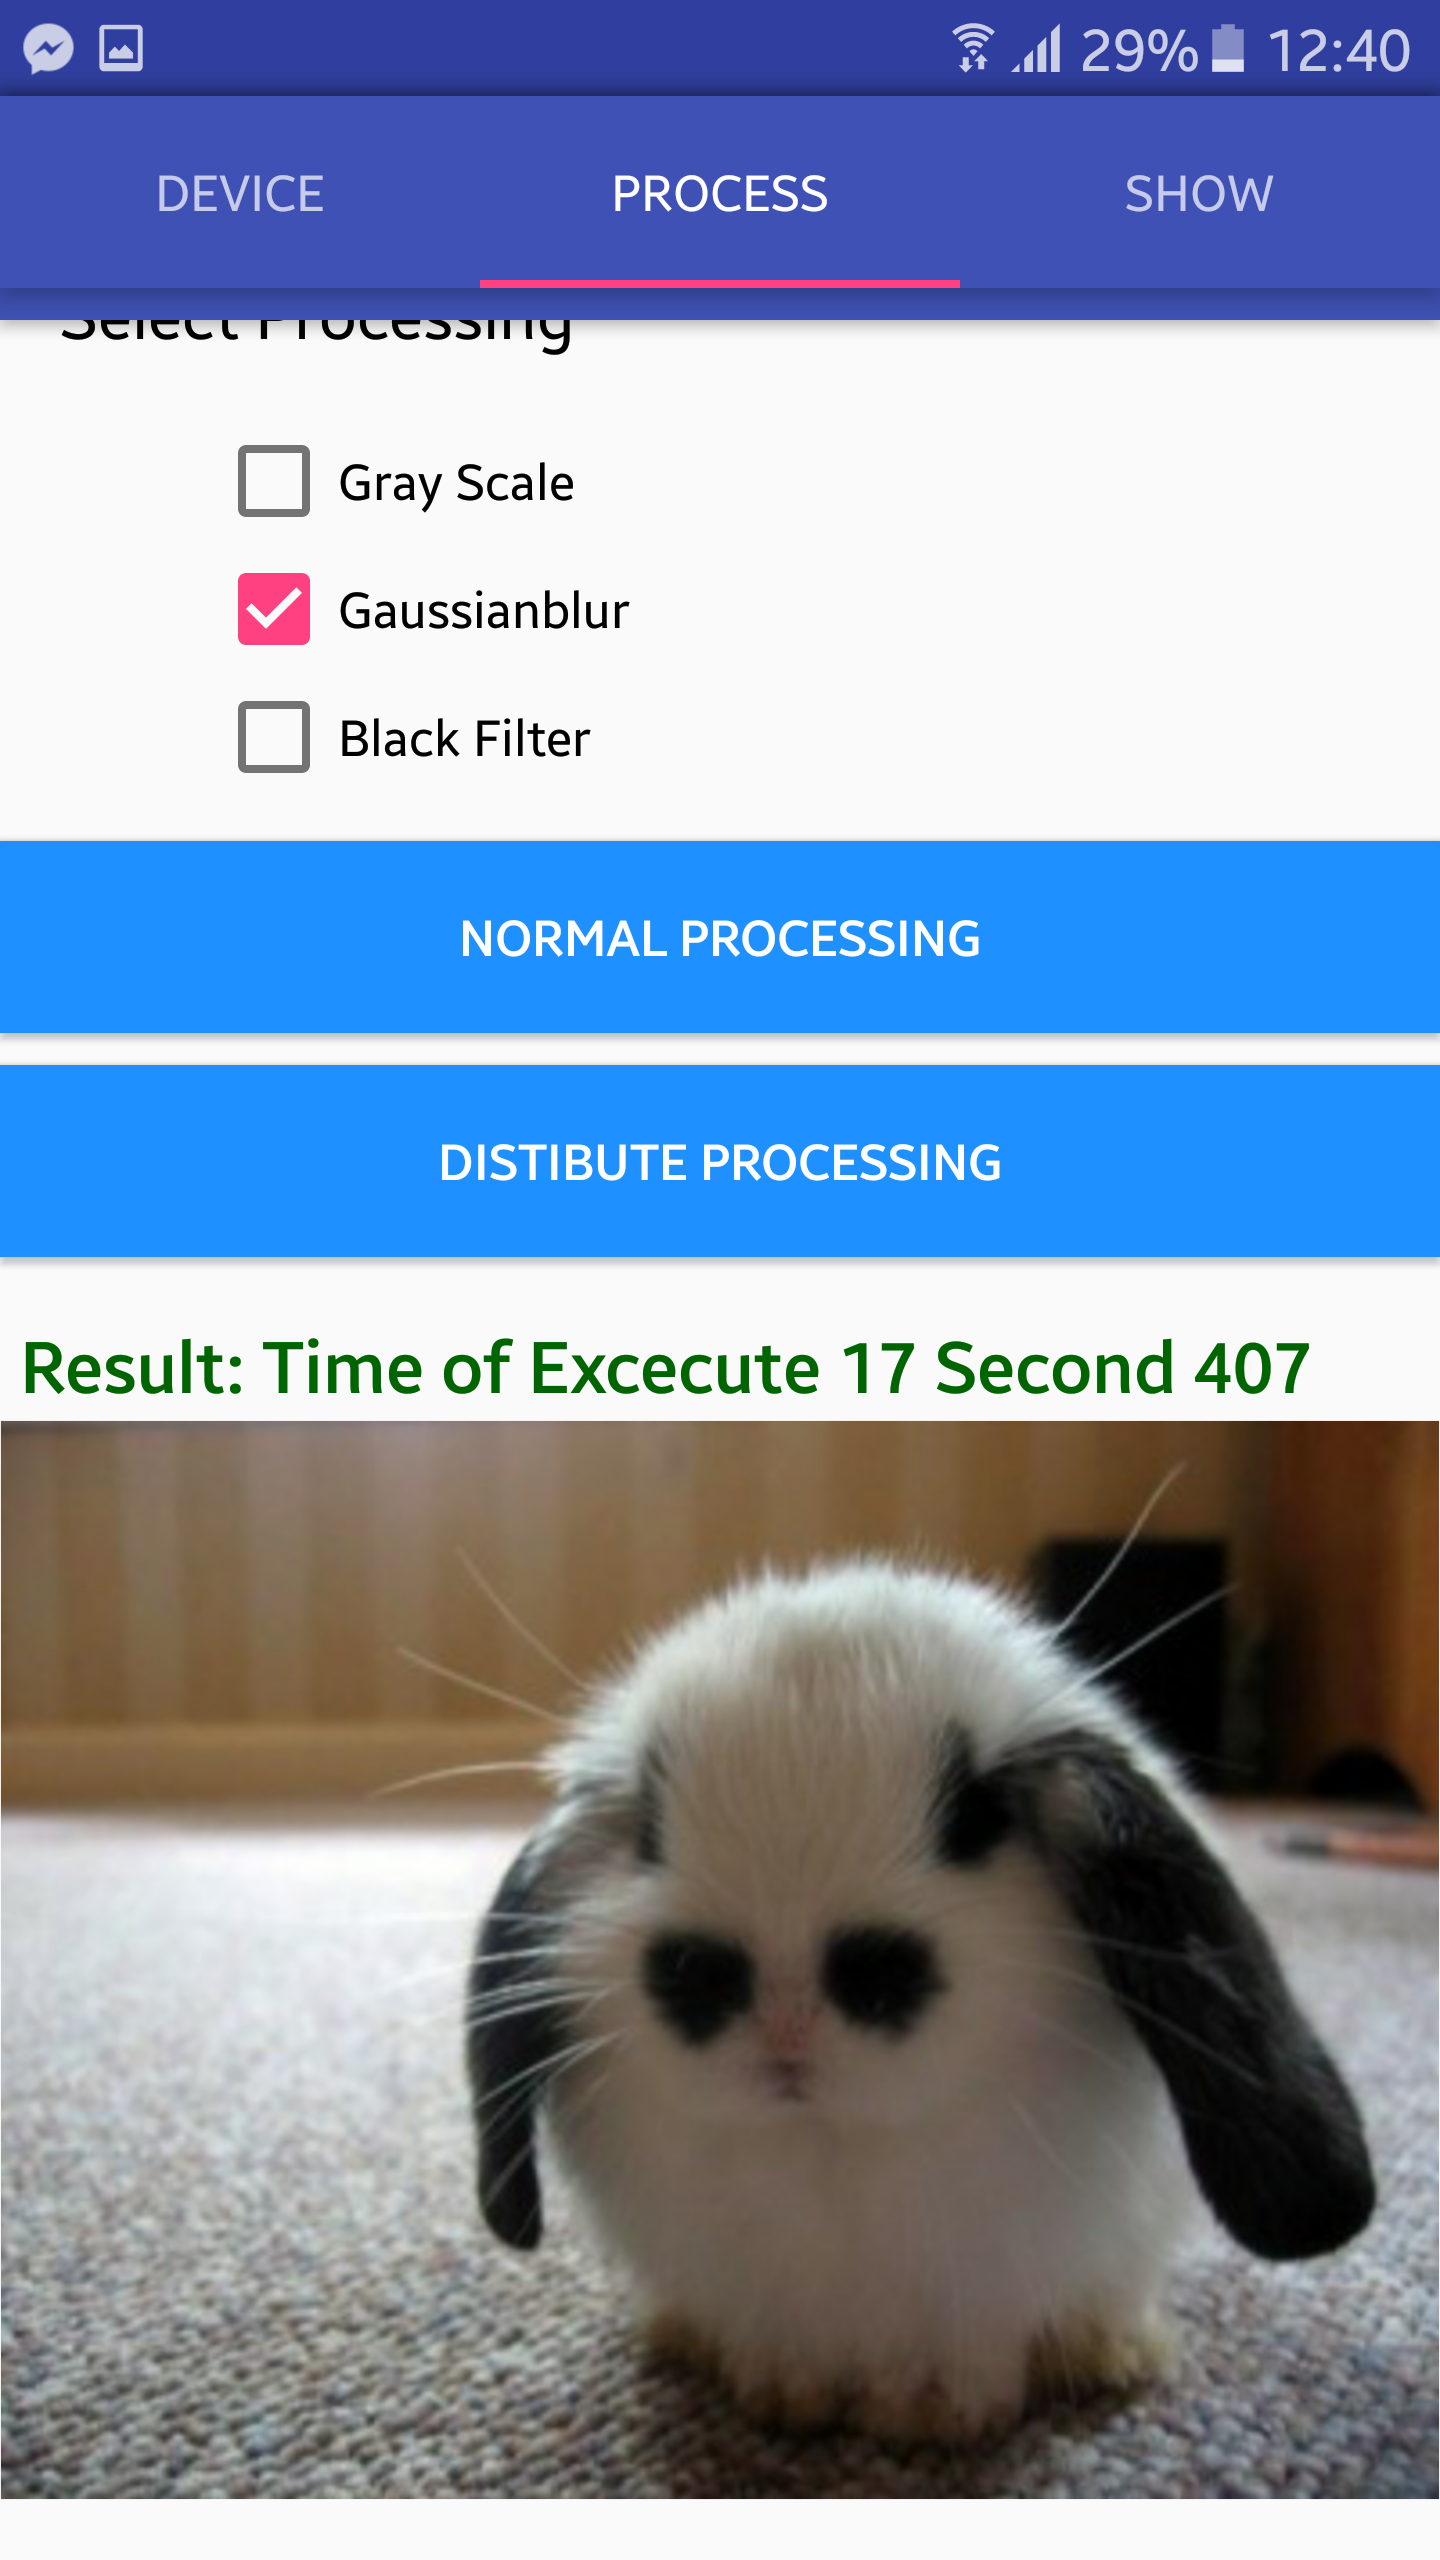 29% 12:40
DEVICE PROCESS SHOW
Select Processing
Gray Scale
Gaussianblur
Black Filter
NORMAL PROCESSING
DISTIBUTE PROCESSING
Result: Time of Excecute 17 Second 407